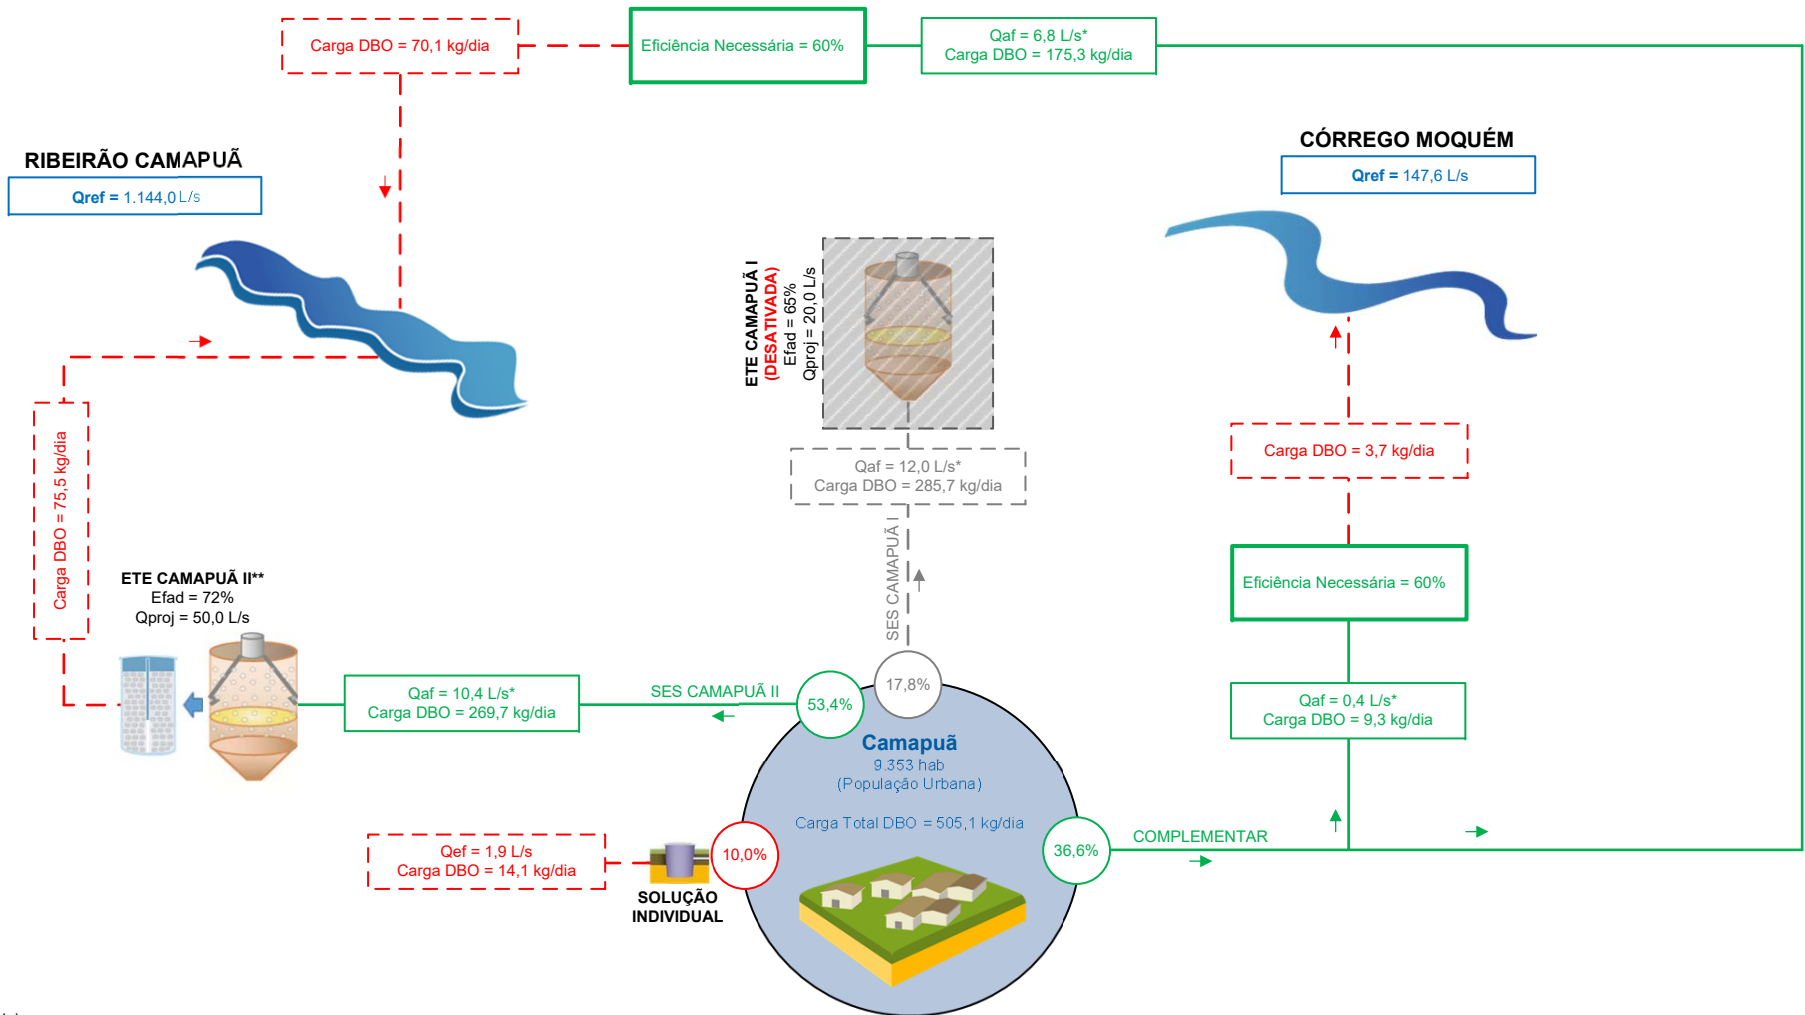 Carga DBO = 70,1 kg/dia
Eficiência Necessária = 60%
Qaf = 6,8 L/s*
Carga DBO = 175,3 kg/dia
RIBEIRÃO CAMAPUÃ
Qref = 1.144,0 L/s
CÓRREGO MOQUÉM
Qref = 147,6 L/s
ETE CAMAPUÃ I
(DESATIVADA)
Efad = 65%
Qproj = 20,0 L/s
Qaf = 12,0 L/s*
Carga DBO = 285,7 kg/dia
SES CAMAPUÃ I
17,8%
Carga DBO = 3,7 kg/dia
Eficiência Necessária = 60%
Qaf = 0,4 L/s*
Carga DBO = 9,3 kg/dia
Carga DBO = 75,5 kg/dia
ETE CAMAPUÃ II**
Efad = 72%
Qproj = 50,0 L/s
Qaf = 10,4 L/s*
Carga DBO = 269,7 kg/dia
SES CAMAPUÃ II
53,4%
Camapuã
9.353 hab
(População Urbana)
Carga Total DBO = 505,1 kg/dia
Qef = 1,9 L/s
Carga DBO = 14,1 kg/dia
SOLUÇÃO
INDIVIDUAL
10,0%
36,6%
COMPLEMENTAR